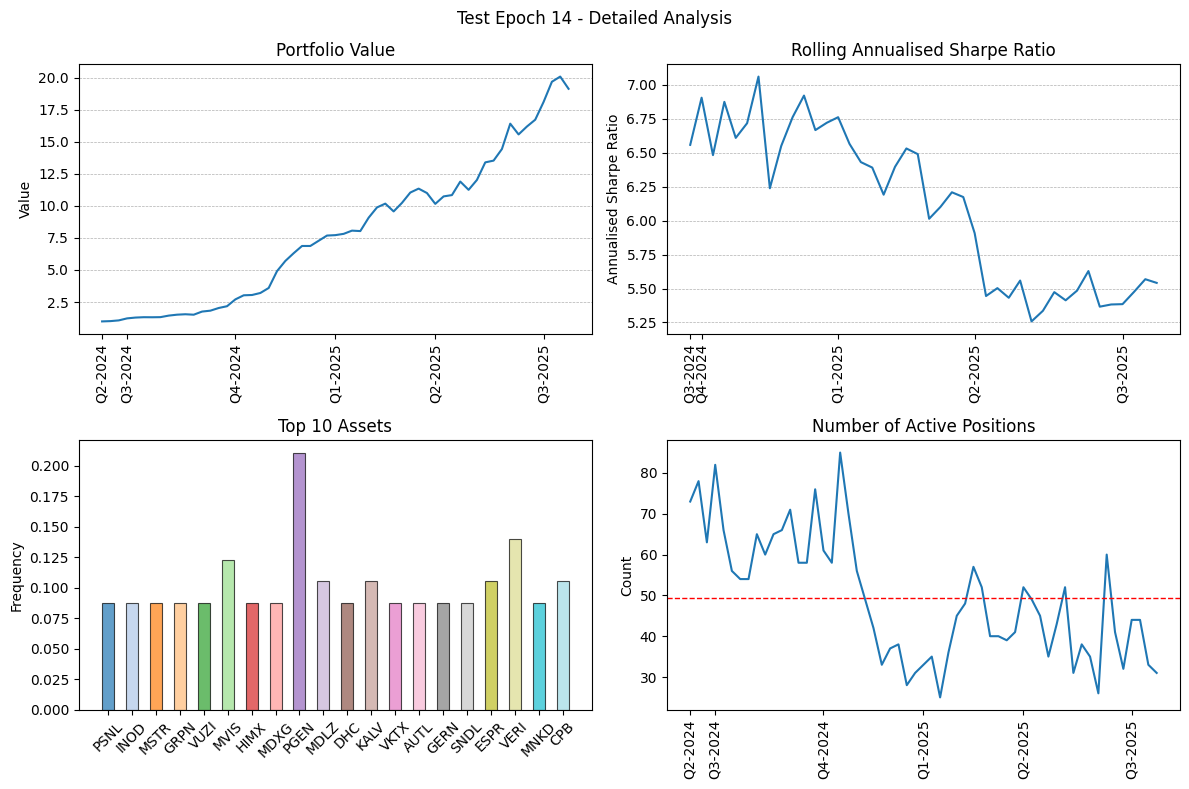 Test Epoch 14 - Detailed Analysis
Portfolio Value
Value
20.0
17.5
15.0
12.5
10.0
7.5
5.0
2.5
Q2-2024
Q3-2024
Q4-2024
Q1-2025
Q2-2025
Q3-2025
Rolling Annualised Sharpe Ratio
Annualised Sharpe Ratio
7.00
6.75
6.50
6.25
6.00
5.75
5.50
5.25
Q3-2024
Q4-2024
Q1-2025
Q2-2025
Q3-2025
Top 10 Assets
Frequency
0.200
0.175
0.150
0.125
0.100
0.075
0.050
0.025
0.000
PSNL
INOD
MSTR
GRPN
VUZI
MVIS
HIMX
MDXG
PGEN
MDLZ
DHC
KALV
VKTX
AUTL
GERN
SNDL
ESPR
VERI
MNKD
CPB
Number of Active Positions
Count
80
70
60
50
40
30
Q2-2024
Q3-2024
Q4-2024
Q1-2025
Q2-2025
Q3-2025